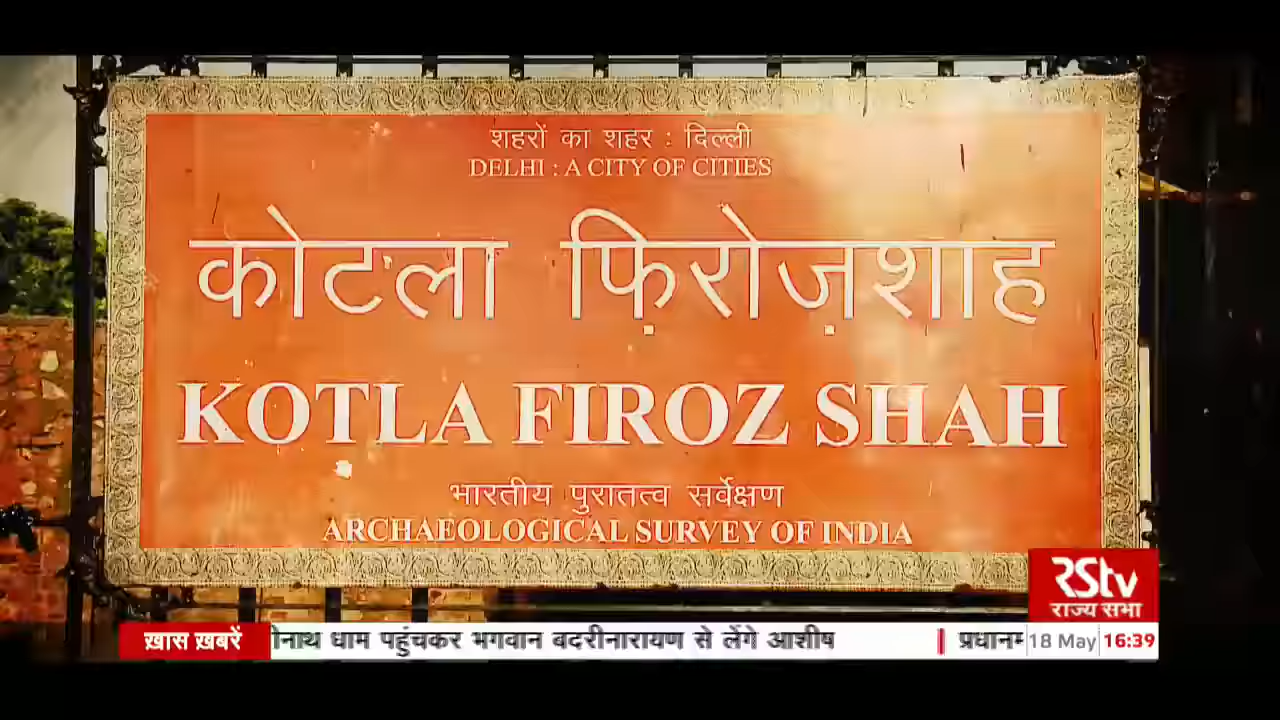 शहरों का शहर : दिल्ली
DELHI : A CITY OF CITIES
कोटला फ़िरोज़शाह
KOTLA FIROZ SHAH
भारतीय पुरातत्व सर्वेक्षण
ARCHAEOLOGICAL SURVEY OF INDIA
RStv
राज्य सभा
ख़ास ख़बरें
धाम पहुंचकर भगवान बदरीनारायण से लेंगे आशीष | 18 May 16:39